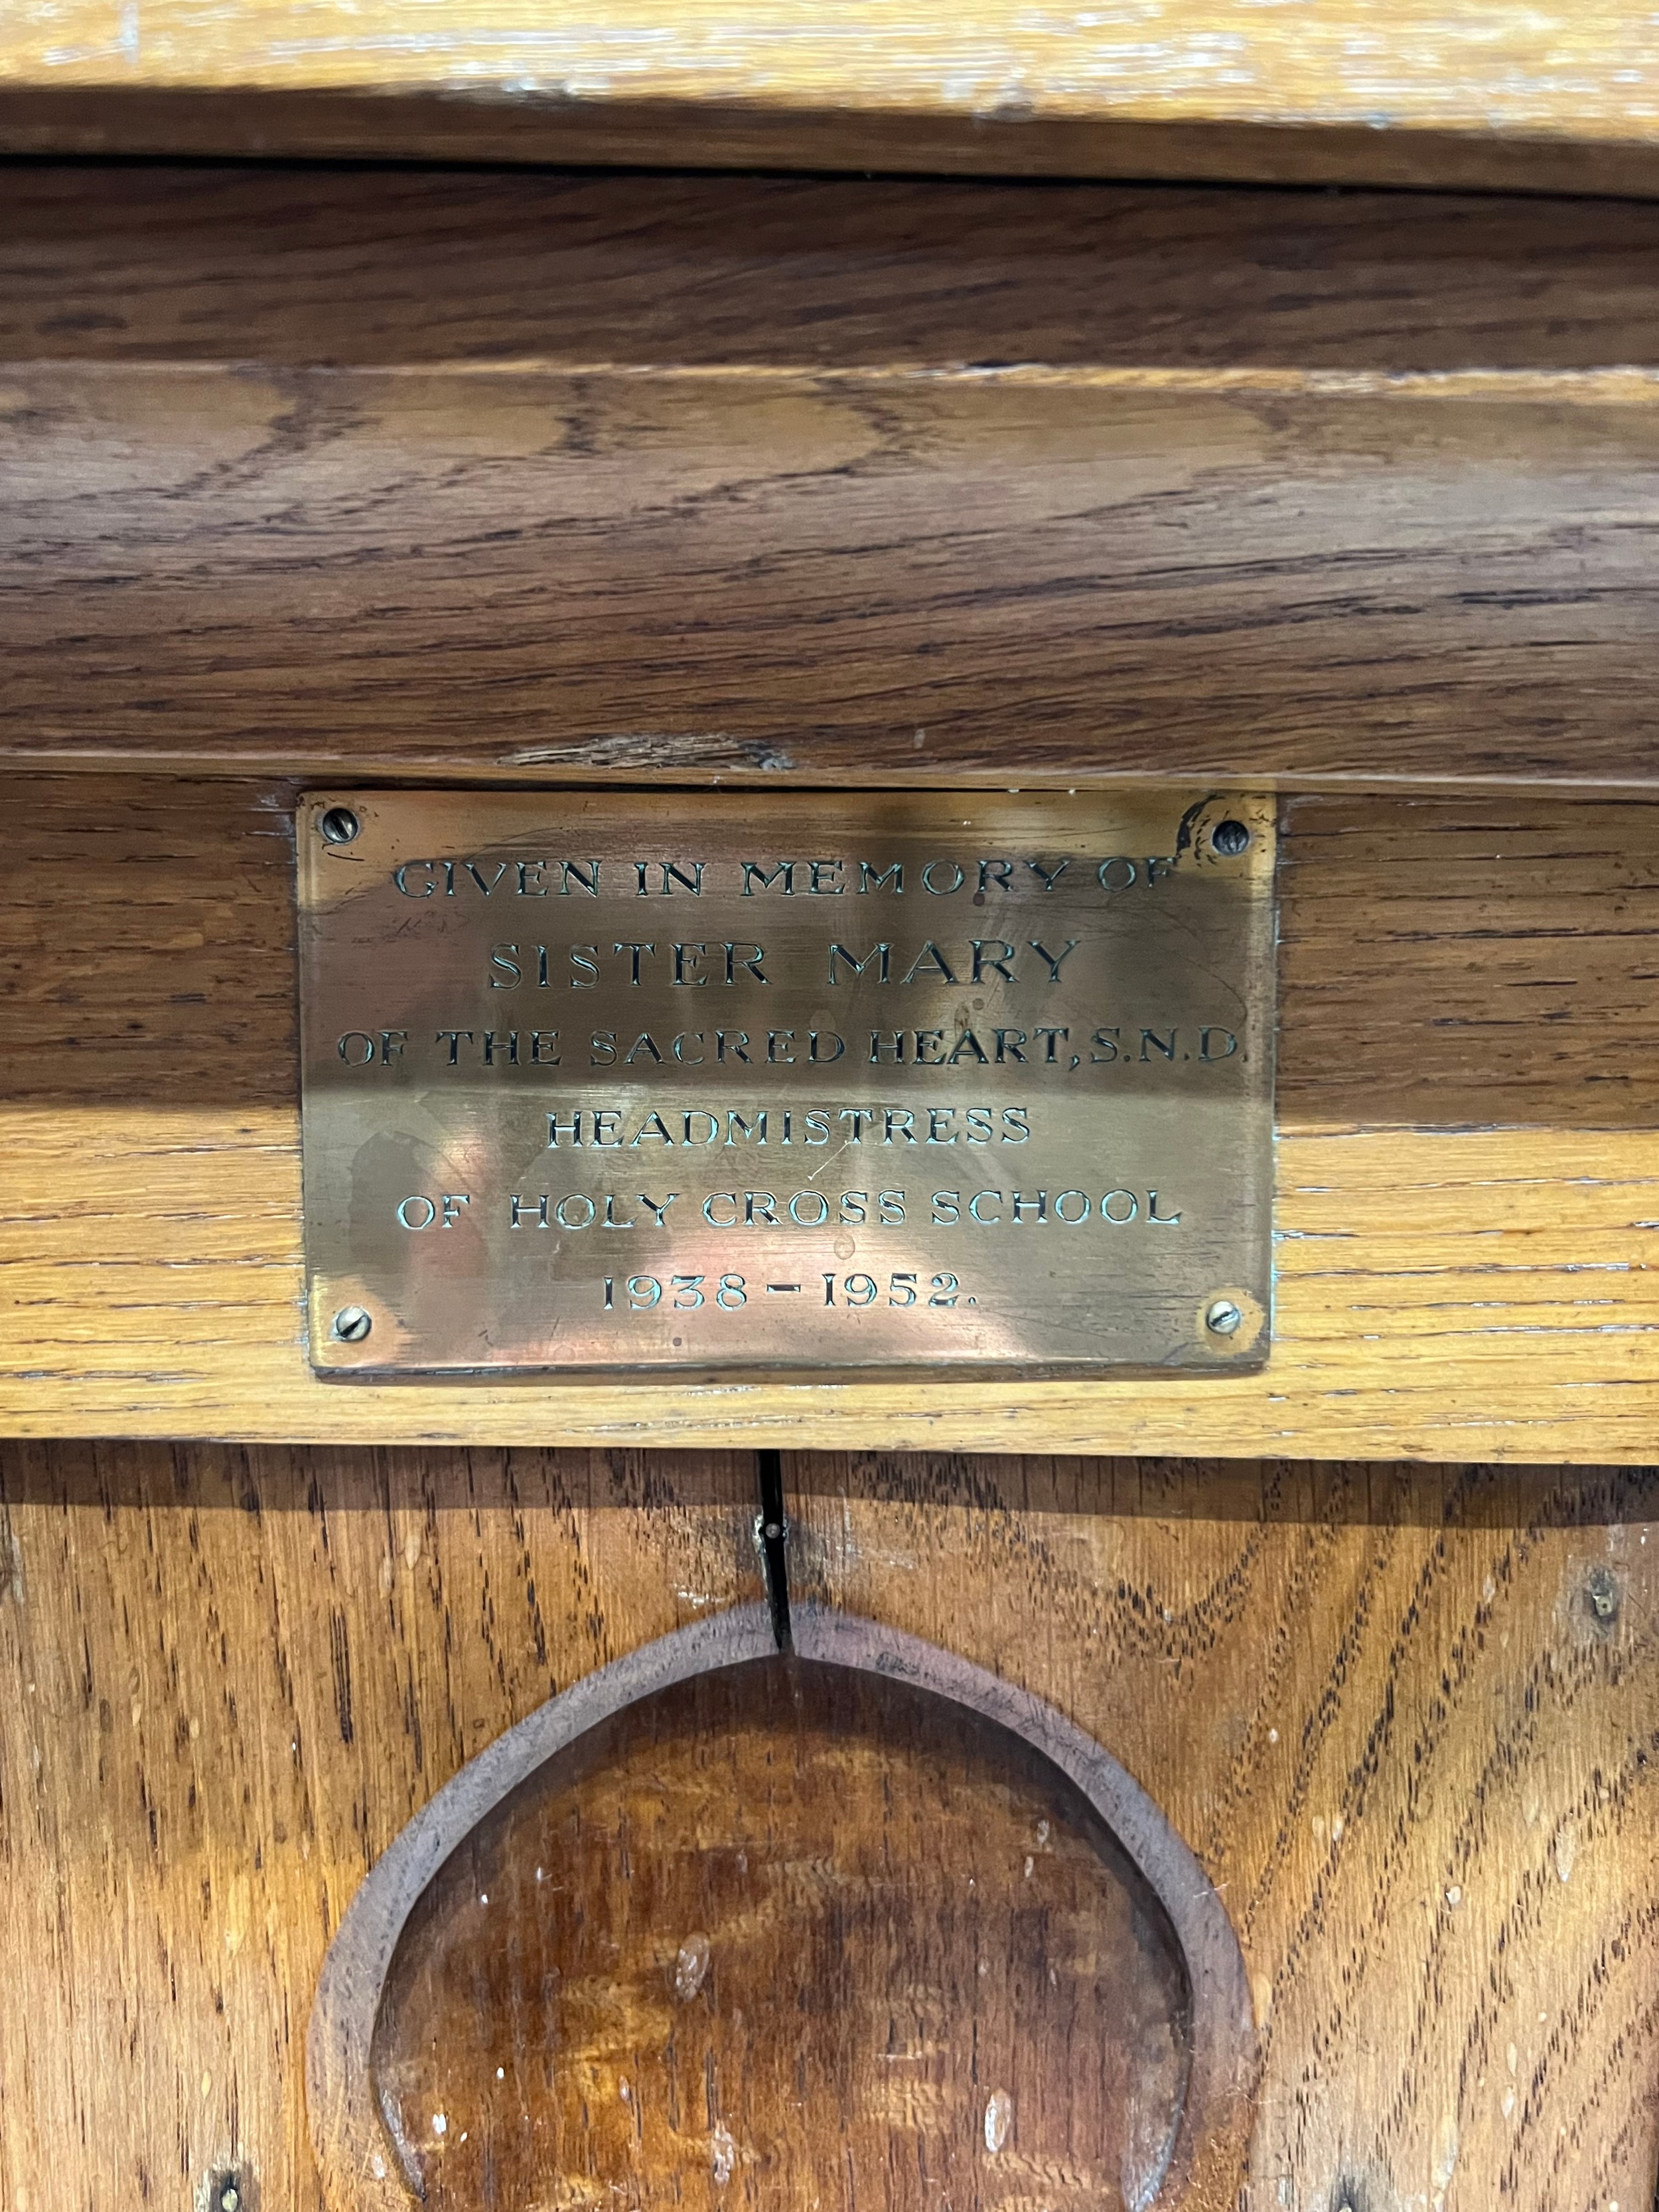 GIVEN IN MEMORY OF
SISTER MARY
OF THE SACRED HEART, S.N.D.
HEADMISTRESS
OF HOLY CROSS SCHOOL
1938 – 1952.